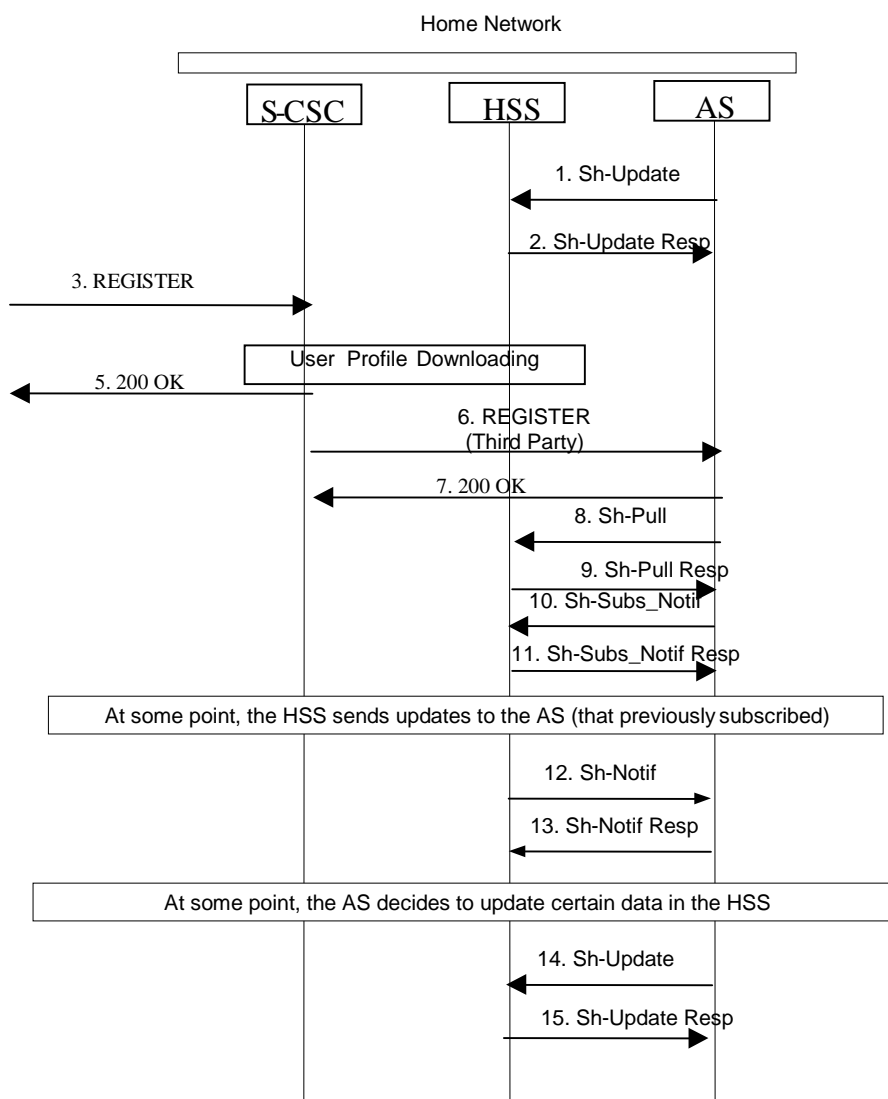 Home Network
S-CSC
HSS
AS
1. Sh-Update
2. Sh-Update Resp
3. REGISTER
User Profile Downloading
5. 200 OK
6. REGISTER
(Third Party)
7. 200 OK
8. Sh-Pull
9. Sh-Pull Resp
10. Sh-Subs_Notif
11. Sh-Subs_Notif Resp
At some point, the HSS sends updates to the AS (that previously subscribed)
12. Sh-Notif
13. Sh-Notif Resp
At some point, the AS decides to update certain data in the HSS
14. Sh-Update
15. Sh-Update Resp